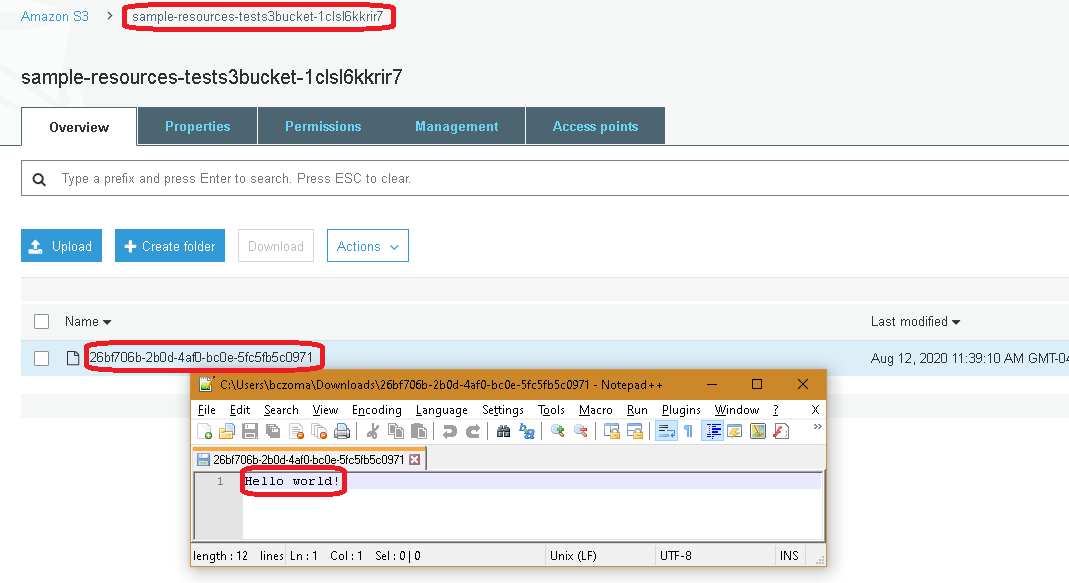 Amazon S3 > sample-resources-tests3bucket-1clsl6kkrir7
sample-resources-tests3bucket-1clsl6kkrir7
Overview Properties Permissions Management Access points
Type a prefix and press Enter to search. Press ESC to clear.
Upload + Create folder Download Actions
Name Last modified
26bf706b-2b0d-4af0-bc0e-5fc5fb5c0971 Aug 12, 2020 11:39:10 AM GMT-04
C:\Users\bczoma\Downloads\26bf706b-2b0d-4af0-bc0e-5fc5fb5c0971 - Notepad++
File Edit Search View Encoding Language Settings Tools Macro Run Plugins Window ? X
26bf706b-2b0d-4af0-bc0e-5fc5fb5c0971
1 Hello world!
length : 12 lines Ln : 1 Col : 1 Sel : 0 | 0 Unix (LF) UTF-8 INS